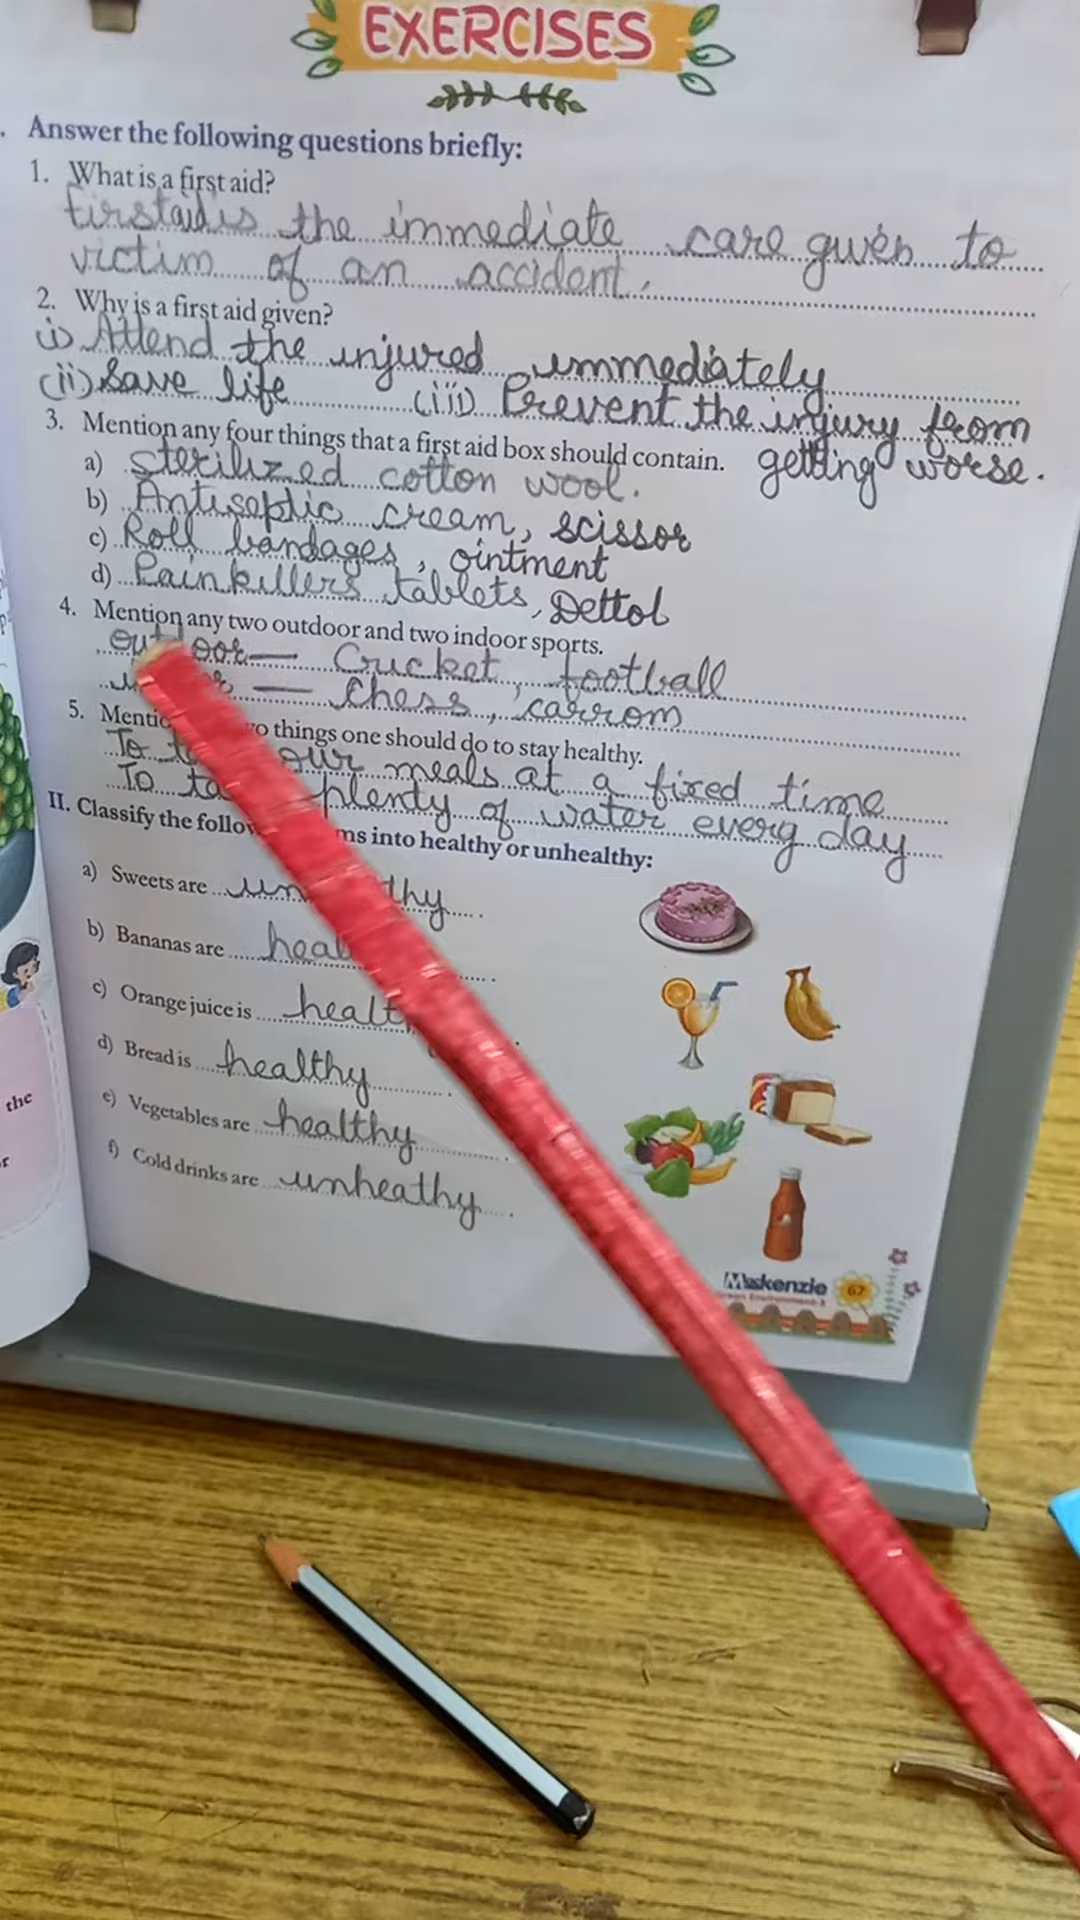 EXERCISES
Answer the following questions briefly:
1. What is a first aid?
firstaid is the immediate care given to
victim of an accident.
2. Why is a first aid given?
i) Attend the injured immediately
(ii) Save life (iii) Prevent the injury from
getting worse.
3. Mention any four things that a first aid box should contain.
a) sterilized cotton wool.
b) Antiseptic cream, scissor
c) Roll bandages, ointment
d) Painkillers tablets, Dettol
4. Mention any two outdoor and two indoor sports.
outdoor — Cricket, football
— chess, carrom
5. things one should do to stay healthy.
To our meals at a fixed time
To plenty of water every day
II. Classify the into healthy or unhealthy:
a) Sweets are
b) Bananas are
c) Orange juice is
d) Bread is healthy
e) Vegetables are healthy
f) Cold drinks are unheathy
the
Makenzie 67